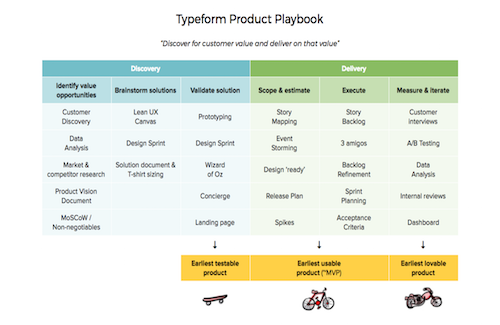 Typeform Product Playbook
"Discover for customer value and deliver on that value"
Discovery Delivery
Identify value opportunities Brainstorm solutions Validate solution Scope & estimate Execute Measure & iterate
Customer Discovery Lean UX Canvas Prototyping Story Mapping Story Backlog Customer interviews
Data Analysis Design Sprint Design Sprint Event Storming 3 amigos A/B Testing
Market & competitor research Solution document & T-shirt sizing Wizard of Oz Design 'ready' Backlog Refinement Data Analysis
Product Vision Document Concierge Release Plan Sprint Planning Internal reviews
MoSCoW / Non-negotiables Landing page Spikes Acceptance Criteria Dashboard
Earliest testable product Earliest usable product (~MVP) Earliest lovable product